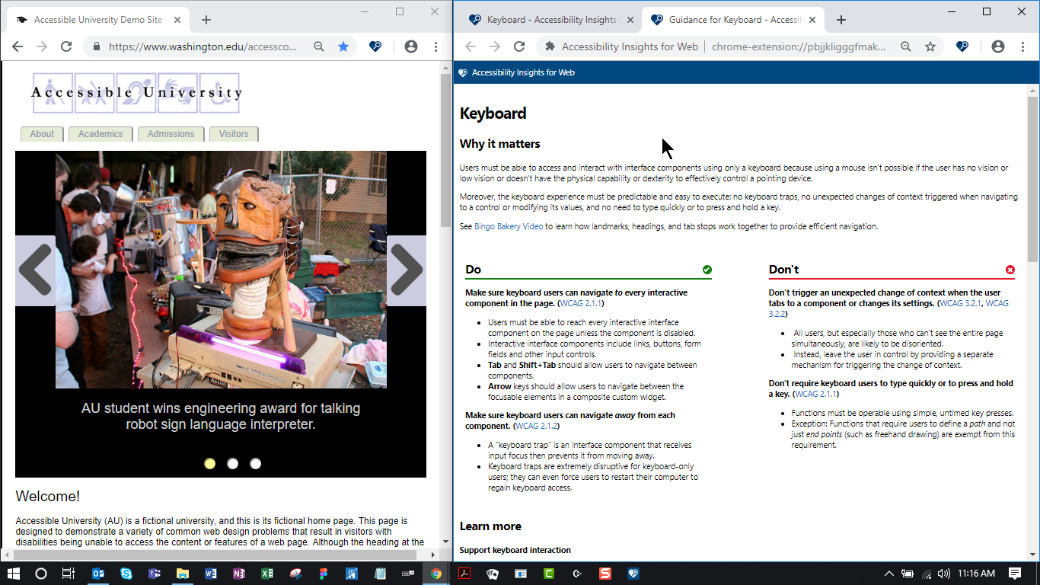 Accessible University Demo Site
https://www.washington.edu/accessco...
Accessible University
About
Academics
Admissions
Visitors
AU student wins engineering award for talking
robot sign language interpreter.
Welcome!
Accessible University (AU) is a fictional university, and this is its fictional home page. This page is
designed to demonstrate a variety of common web design problems that result in visitors with
disabilities being unable to access the content or features of a web page. Although the heading at the
Keyboard - Accessibility Insights
Guidance for Keyboard - Accessi
Accessibility Insights for Web
chrome-extension://pbjjkligggfmak...
Accessibility Insights for Web
Keyboard
Why it matters
Users must be able to access and interact with interface components using only a keyboard because using a mouse isn't possible if the user has no vision or
low vision or doesn't have the physical capability or dexterity to effectively control a pointing device.
Moreover, the keyboard experience must be predictable and easy to execute: no keyboard traps, no unexpected changes of context triggered when navigating
to a control or modifying its values, and no need to type quickly or to press and hold a key.
See Bingo Bakery Video to learn how landmarks, headings, and tab stops work together to provide efficient navigation.
Do
Make sure keyboard users can navigate to every interactive
component in the page. (WCAG 2.1.1)
Users must be able to reach every interactive interface
component on the page unless the component is disabled.
Interactive interface components include links, buttons, form
fields and other input controls.
Tab and Shift+Tab should allow users to navigate between
components.
Arrow keys should allow users to navigate between the
focusable elements in a composite custom widget.
Make sure keyboard users can navigate away from each
component. (WCAG 2.1.2)
A "keyboard trap" is an interface component that receives
input focus then prevents it from moving away.
Keyboard traps are extremely disruptive for keyboard-only
users; they can even force users to restart their computer to
regain keyboard access.
Don't
Don't trigger an unexpected change of context when the user
tabs to a component or changes its settings. (WCAG 3.2.1, WCAG
3.2.2)
All users, but especially those who can't see the entire page
simultaneously, are likely to be disoriented.
Instead, leave the user in control by providing a separate
mechanism for triggering the change of context.
Don't require keyboard users to type quickly or to press and hold
a key. (WCAG 2.1.1)
Functions must be operable using simple, untimed key presses.
Exception: Functions that require users to define a path and not
just end points (such as freehand drawing) are exempt from this
requirement.
Learn more
Support keyboard interaction
11:16 AM